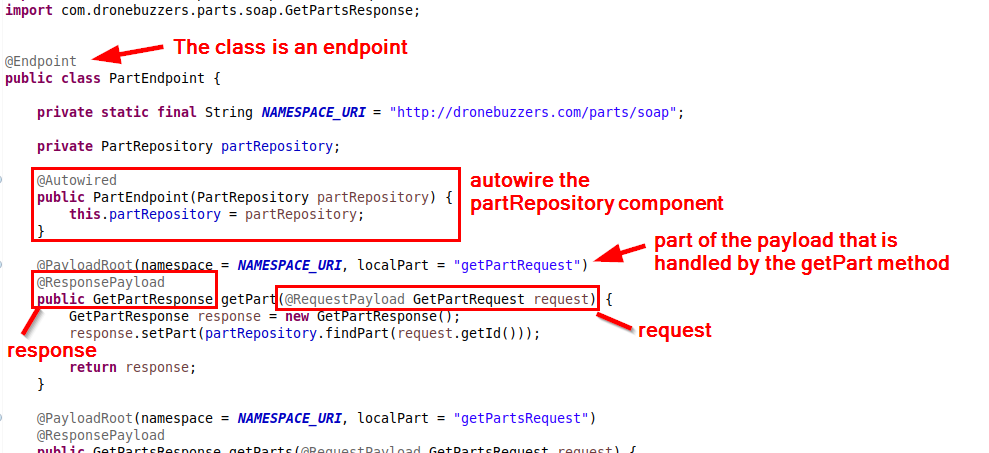 import com.dronebuzzers.parts.soap.GetPartsResponse;
@Endpoint
The class is an endpoint
public class PartEndpoint {
private static final String NAMESPACE_URI = "http://dronebuzzers.com/parts/soap";
private PartRepository partRepository;
@Autowired
public PartEndpoint(PartRepository partRepository) {
this.partRepository = partRepository;
}
autowire the
partRepository component
@PayloadRoot(namespace = NAMESPACE_URI, localPart = "getPartRequest")
part of the payload that is
handled by the getPart method
@ResponsePayload
public GetPartResponse getPart(@RequestPayload GetPartRequest request) {
GetPartResponse response = new GetPartResponse();
response.setPart(partRepository.findPart(request.getId()));
request
response
return response;
}
@PayloadRoot(namespace = NAMESPACE_URI, localPart = "getPartsRequest")
@ResponsePayload
public GetPartsResponse getParts(@RequestPayload GetPartsRequest request) {